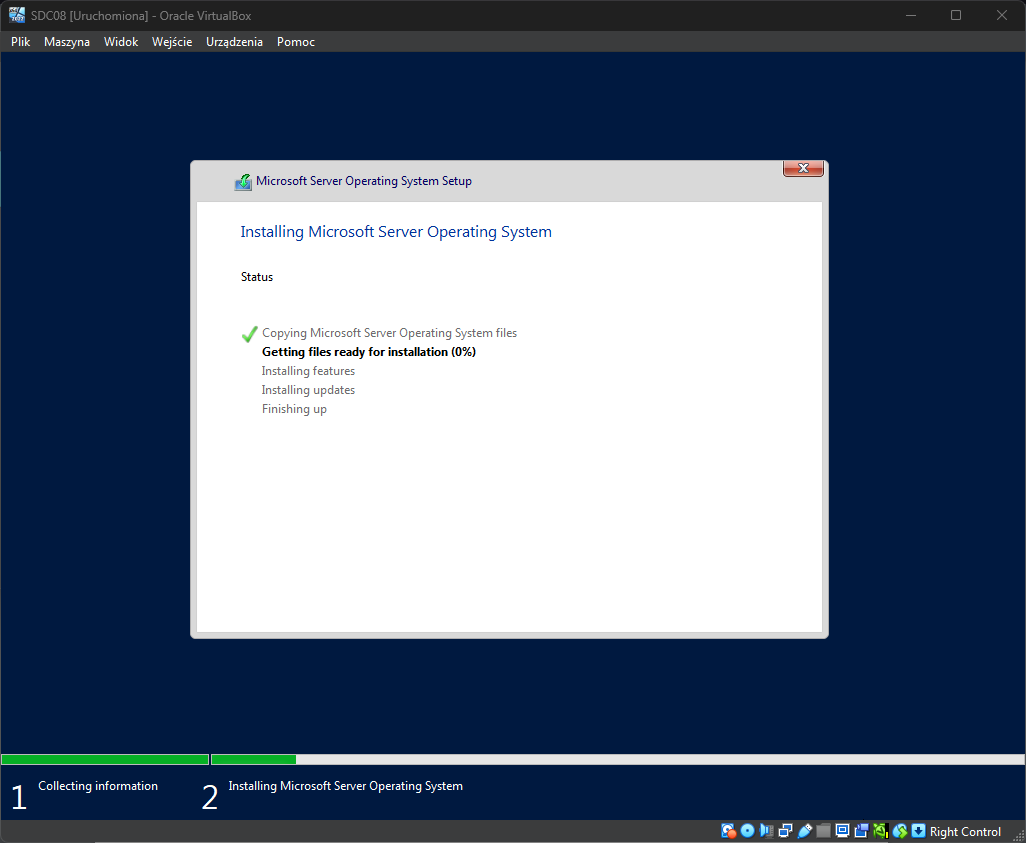 SDC08 [Uruchomiona] - Oracle VirtualBox
Plik Maszyna Widok Wejście Urządzenia Pomoc
Microsoft Server Operating System Setup
Installing Microsoft Server Operating System
Status
Copying Microsoft Server Operating System files
Getting files ready for installation (0%)
Installing features
Installing updates
Finishing up
1 Collecting information 2 Installing Microsoft Server Operating System
Right Control